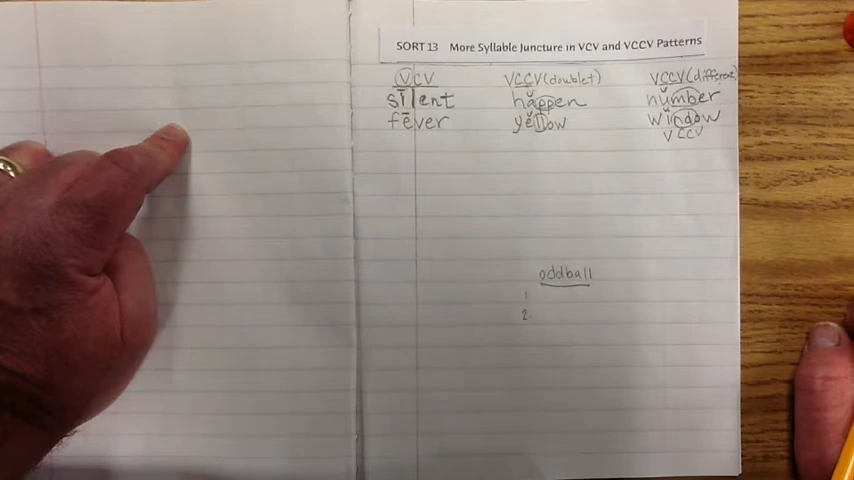 SORT 13 More Syllable Juncture in VCV and VCCV Patterns
VCV VCCV (doublet) VCCV (different)
silent happen number
fever yellow window
VCCV
oddball
1
2.